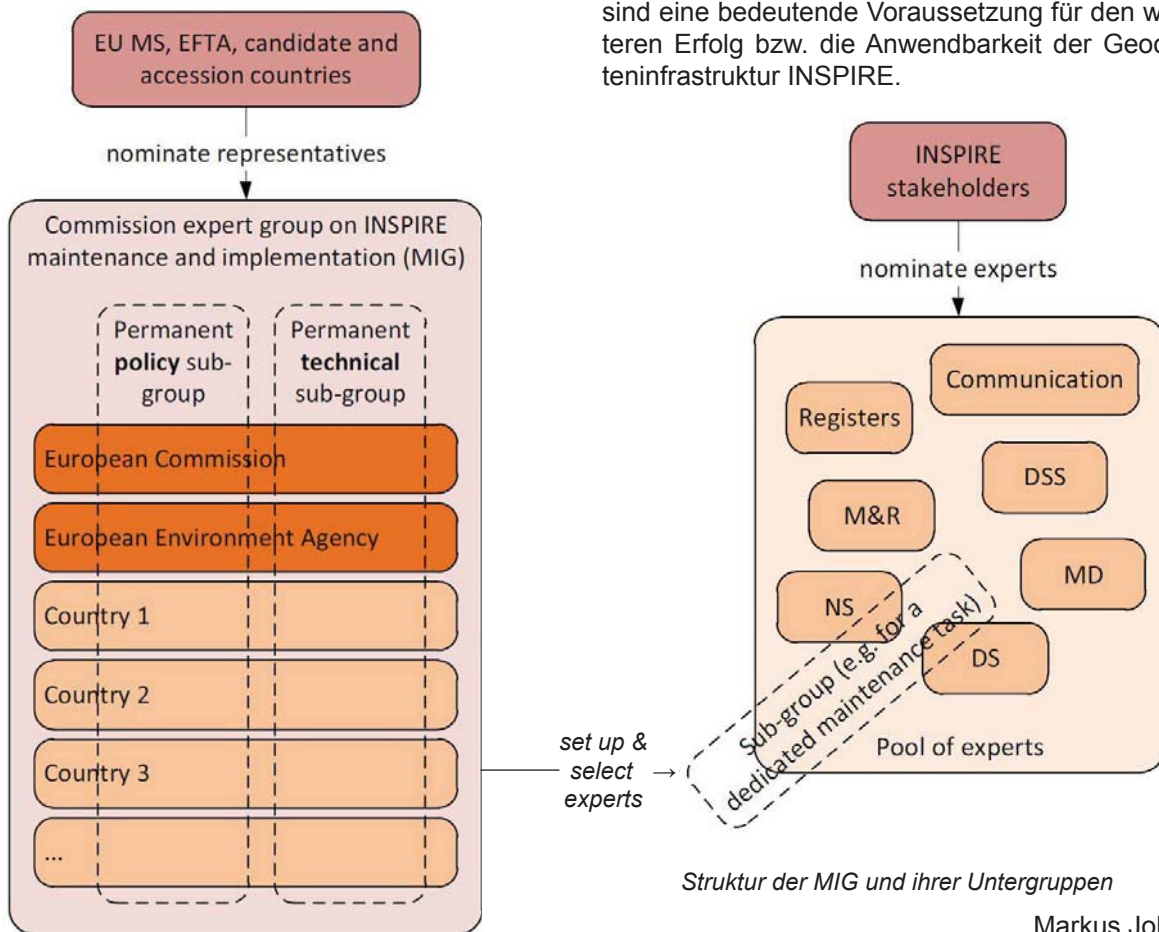 sind eine bedeutende Voraussetzung für den
teren Erfolg bzw. die Anwendbarkeit der
teninfrastruktur INSPIRE.
EU MS, EFTA, candidate and
accession countries
nominate representatives
Commission expert group on INSPIRE
maintenance and implementation (MIG)
Permanent
policy sub-
group
Permanent
technical
sub-group
European Commission
European Environment Agency
Country 1
Country 2
Country 3
...
set up &
select →
experts
INSPIRE
stakeholders
nominate experts
Communication
Registers
DSS
M&R
MD
NS
DS
Sub-group (e.g. for a
dedicated maintenance task)
Pool of experts
Struktur der MIG und ihrer Untergruppen
Markus